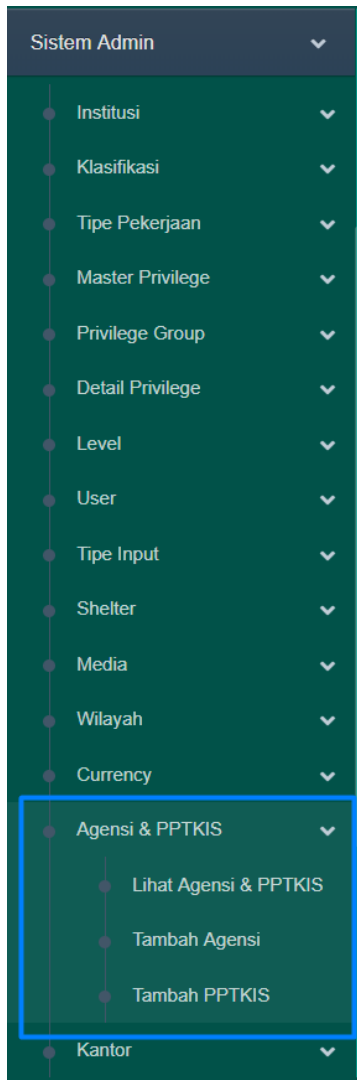 Sistem Admin
Institusi
Klasifikasi
Tipe Pekerjaan
Master Privilege
Privilege Group
Detail Privilege
Level
User
Tipe Input
Shelter
Media
Wilayah
Currency
Agensi & PPTKIS
Lihat Agensi & PPTKIS
Tambah Agensi
Tambah PPTKIS
Kantor